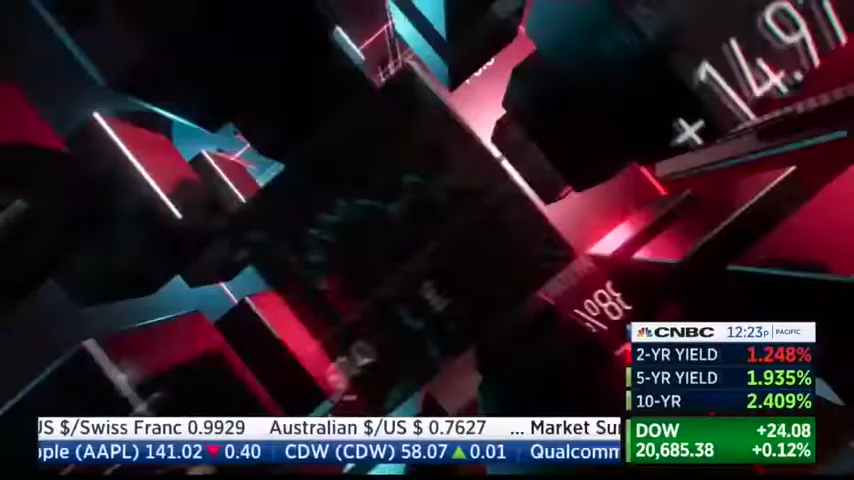 +14.97
CNBC 12:23P PACIFIC
2-YR YIELD 1.248%
5-YR YIELD 1.935%
10-YR 2.409%
DOW +24.08
20,685.38 +0.12%
US $/Swiss Franc 0.9929 Australian $/US $ 0.7627 ... Market Su
ple (AAPL) 141.02 ▼ 0.40 CDW (CDW) 58.07 ▲ 0.01 Qualcomm